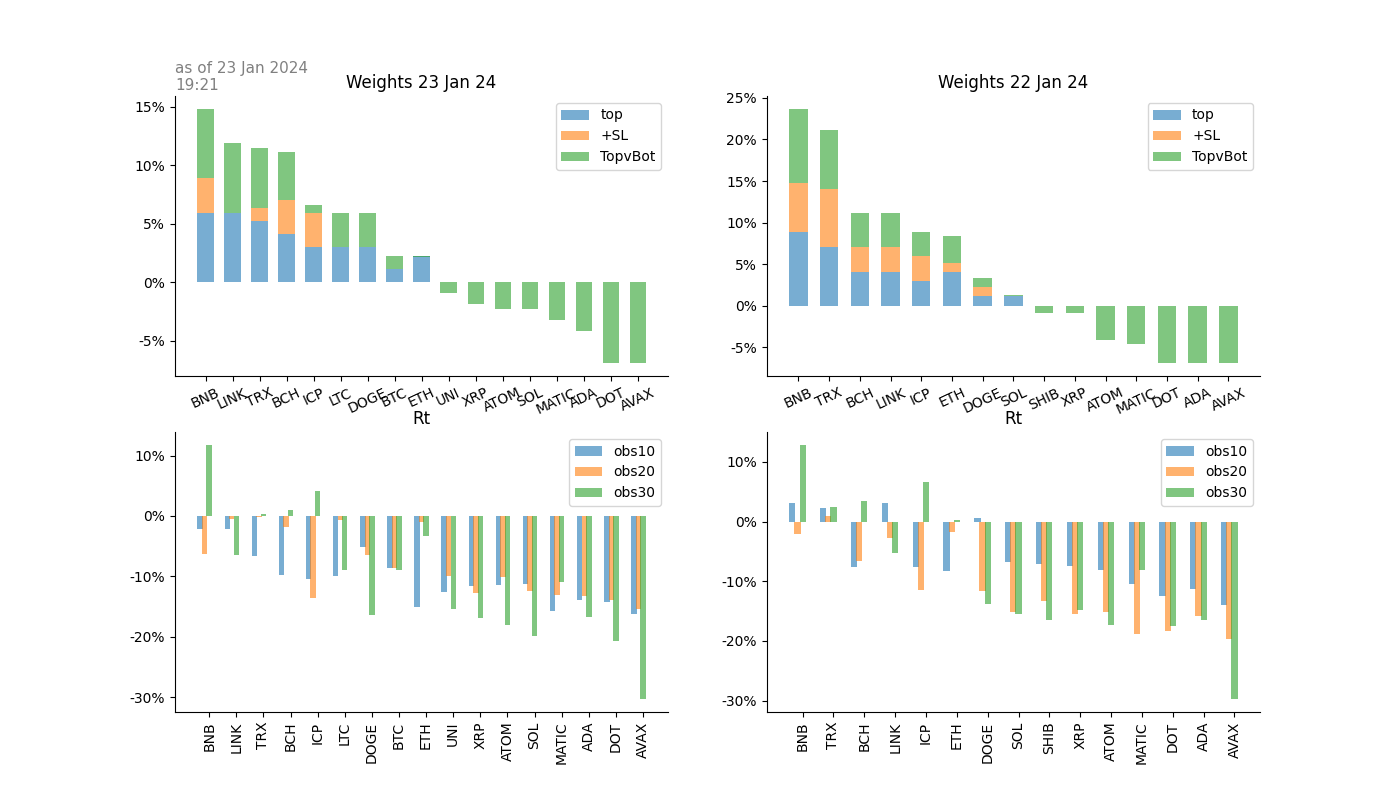 as of 23 Jan 2024
19:21
Weights 23 Jan 24
15%
10%
5%
0%
-5%
top
+SL
TopvBot
BNB LINK TRX BCH ICP LTC DOGE BTC ETH UNI XRP ATOM SOL MATIC ADA DOT AVAX
Weights 22 Jan 24
25%
20%
15%
10%
5%
0%
-5%
top
+SL
TopvBot
BNB TRX BCH LINK ICP ETH DOGE SOL SHIB XRP ATOM MATIC DOT ADA AVAX
Rt
10%
0%
-10%
-20%
-30%
obs10
obs20
obs30
BNB LINK TRX BCH ICP LTC DOGE BTC ETH UNI XRP ATOM SOL MATIC ADA DOT AVAX
Rt
10%
0%
-10%
-20%
-30%
obs10
obs20
obs30
BNB TRX BCH LINK ICP ETH DOGE SOL SHIB XRP ATOM MATIC DOT ADA AVAX